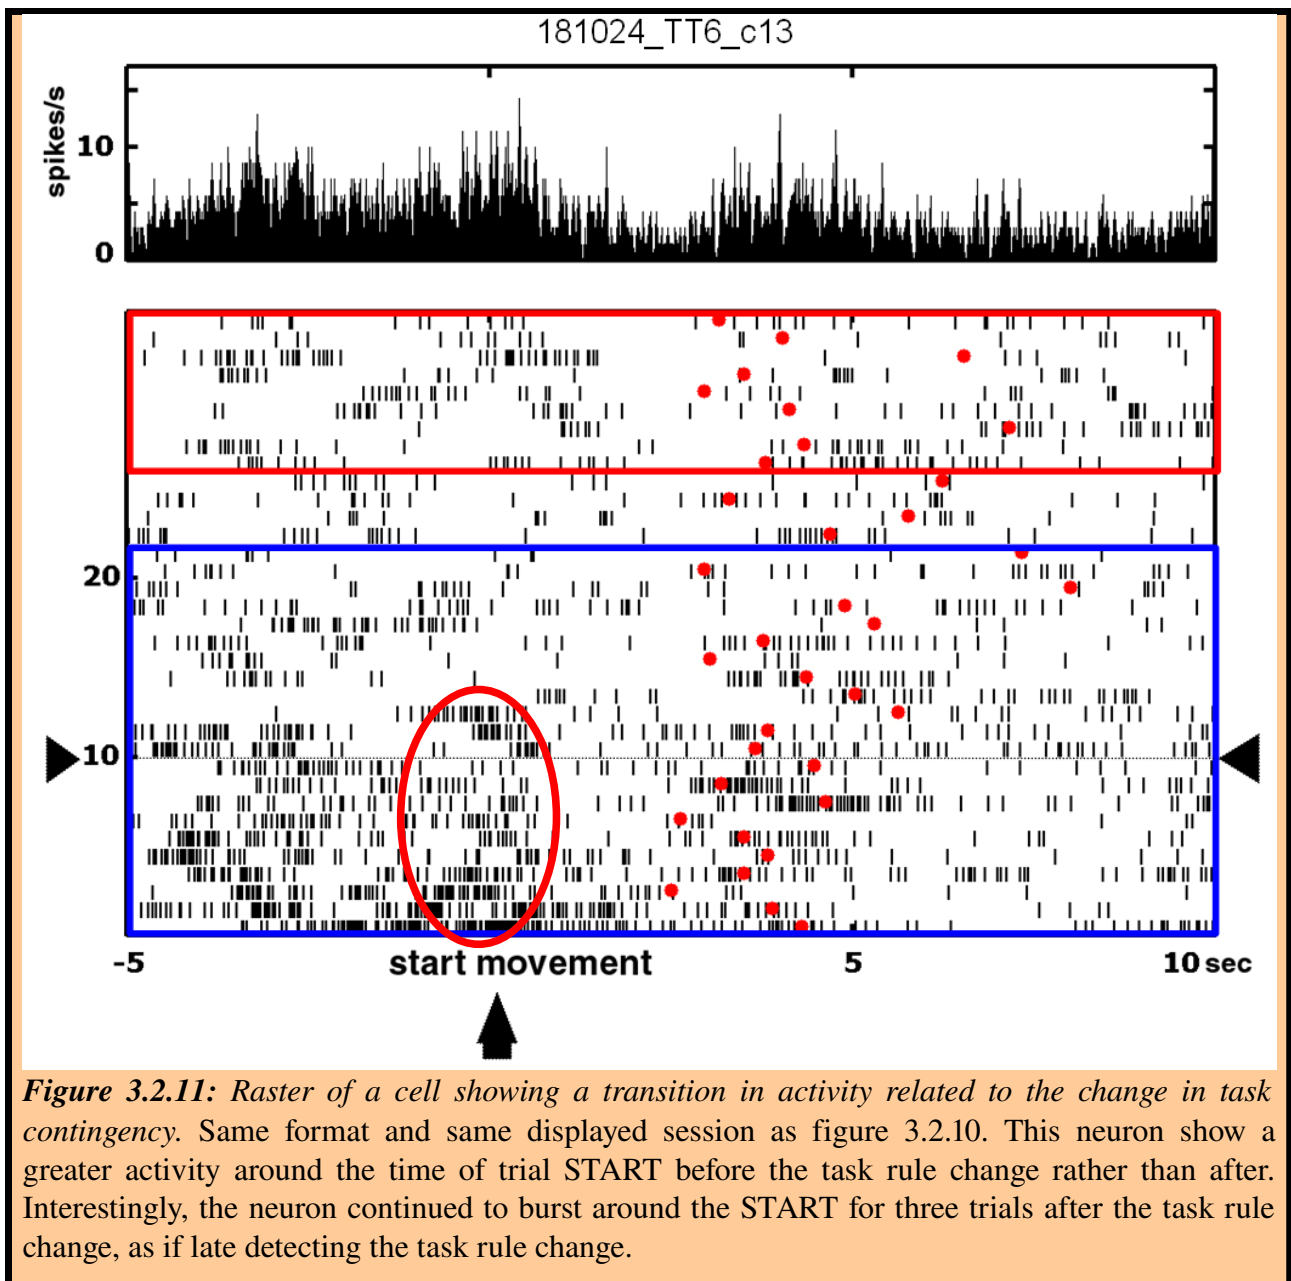 181024_TT6_c13
spikes/s
10
0
20
10
-5
start movement
5
10 sec
Figure 3.2.11: Raster of a cell showing a transition in activity related to the change in task
contingency. Same format and same displayed session as figure 3.2.10. This neuron show a
greater activity around the time of trial START before the task rule change rather than after.
Interestingly, the neuron continued to burst around the START for three trials after the task rule
change, as if late detecting the task rule change.